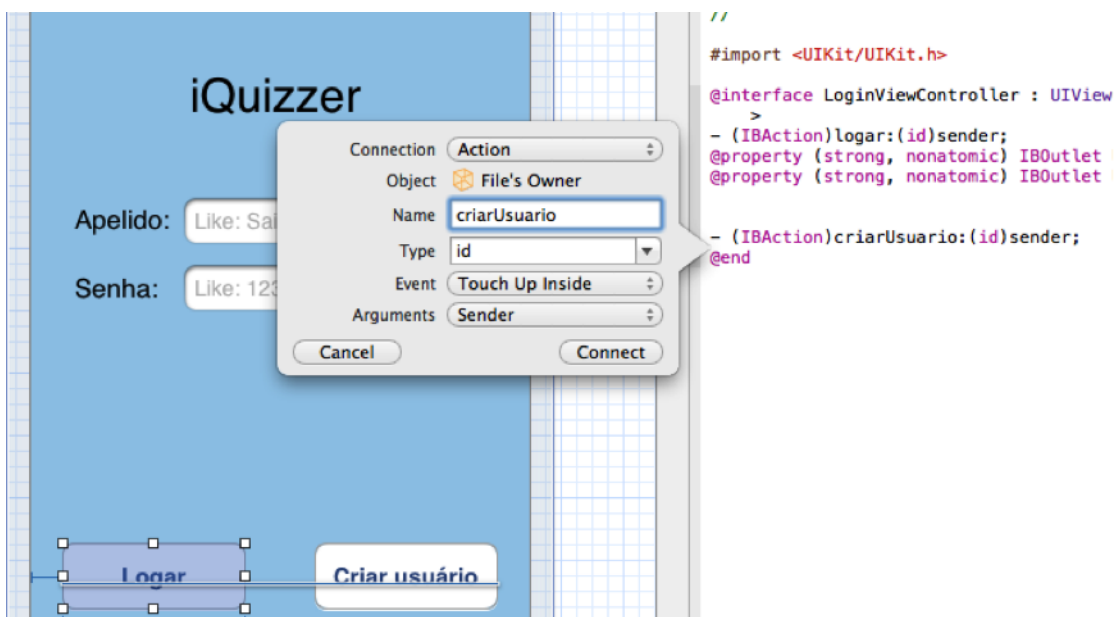 //
#import <UIKit/UIKit.h>
@interface LoginViewController : UIView
>
- (IBAction)logar:(id)sender;
@property (strong, nonatomic) IBOutlet
@property (strong, nonatomic) IBOutlet
- (IBAction)criarUsuario:(id)sender;
@end
iQuizzer
Apelido: Like: Sai
Senha: Like: 123
Connection Action
Object File's Owner
Name criarUsuario
Type id
Event Touch Up Inside
Arguments Sender
Cancel Connect
Logar Criar usuário